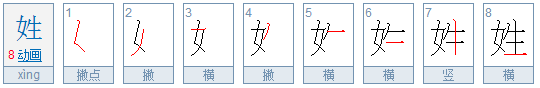 姓 1 2 3 4 5 6 7 8
8 动画
xìng 撇点 撇 横 撇 横 横 竖 横